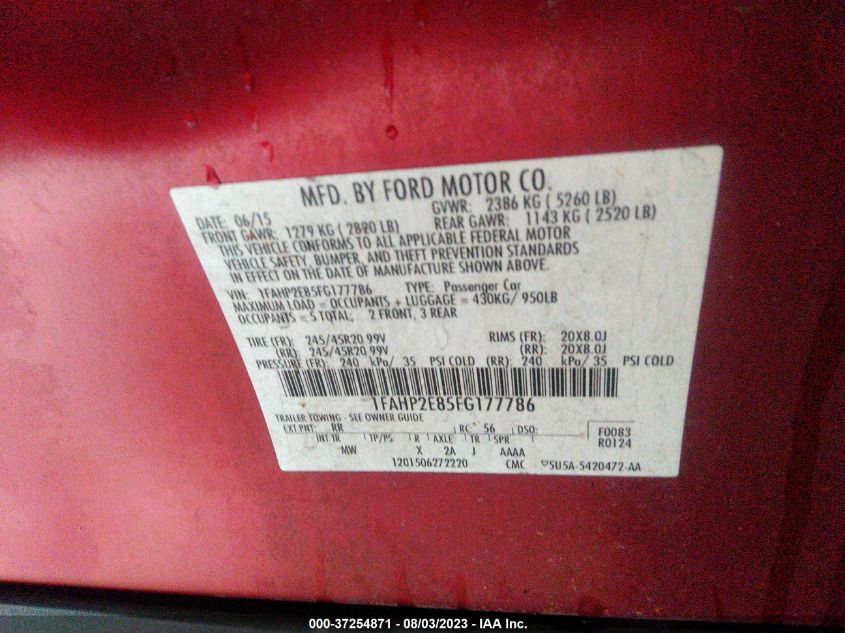 MFD. BY FORD MOTOR CO.
DATE: 06/15 GVWR: 2386 KG ( 5260 LB)
FRONT GAWR: 1279 KG ( 2820 LB) REAR GAWR: 1143 KG ( 2520 LB)
THIS VEHICLE CONFORMS TO ALL APPLICABLE FEDERAL MOTOR
VEHICLE SAFETY, BUMPER, AND THEFT PREVENTION STANDARDS
IN EFFECT ON THE DATE OF MANUFACTURE SHOWN ABOVE.
VIN: 1FAHP2E85FG177786 TYPE: Passenger Car
MAXIMUM LOAD = OCCUPANTS + LUGGAGE = 430KG/ 950LB
OCCUPANTS = 5 TOTAL; 2 FRONT, 3 REAR
TIRE (FR): 245/45R20 99V RIMS (FR): 20X8.0J
(RR): 245/45R20 99V (RR): 20X8.0J
PRESSURE (FR): 240 kPa/ 35 PSI COLD (RR): 240 kPa/ 35 PSI COLD
1FAHP2E85FG177786
TRAILER TOWING - SEE OWNER GUIDE
EXT PNT: RR RC: 56 DSO: F0083
INT TR TP/PS R AXLE TR SPR R0124
MW X 2A J AAAA
1201506272220 CMC ▽5U5A-5420472-AA
000-37254871 - 08/03/2023 - IAA Inc.